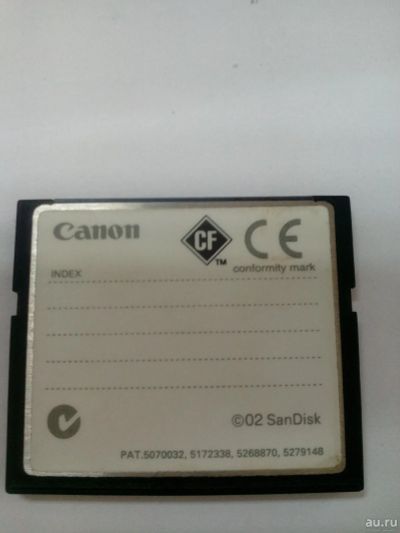 Canon
CF
TM
CE
conformity mark
INDEX
©02 SanDisk
PAT.5070032, 5172338, 5268870, 5279148
au.ru